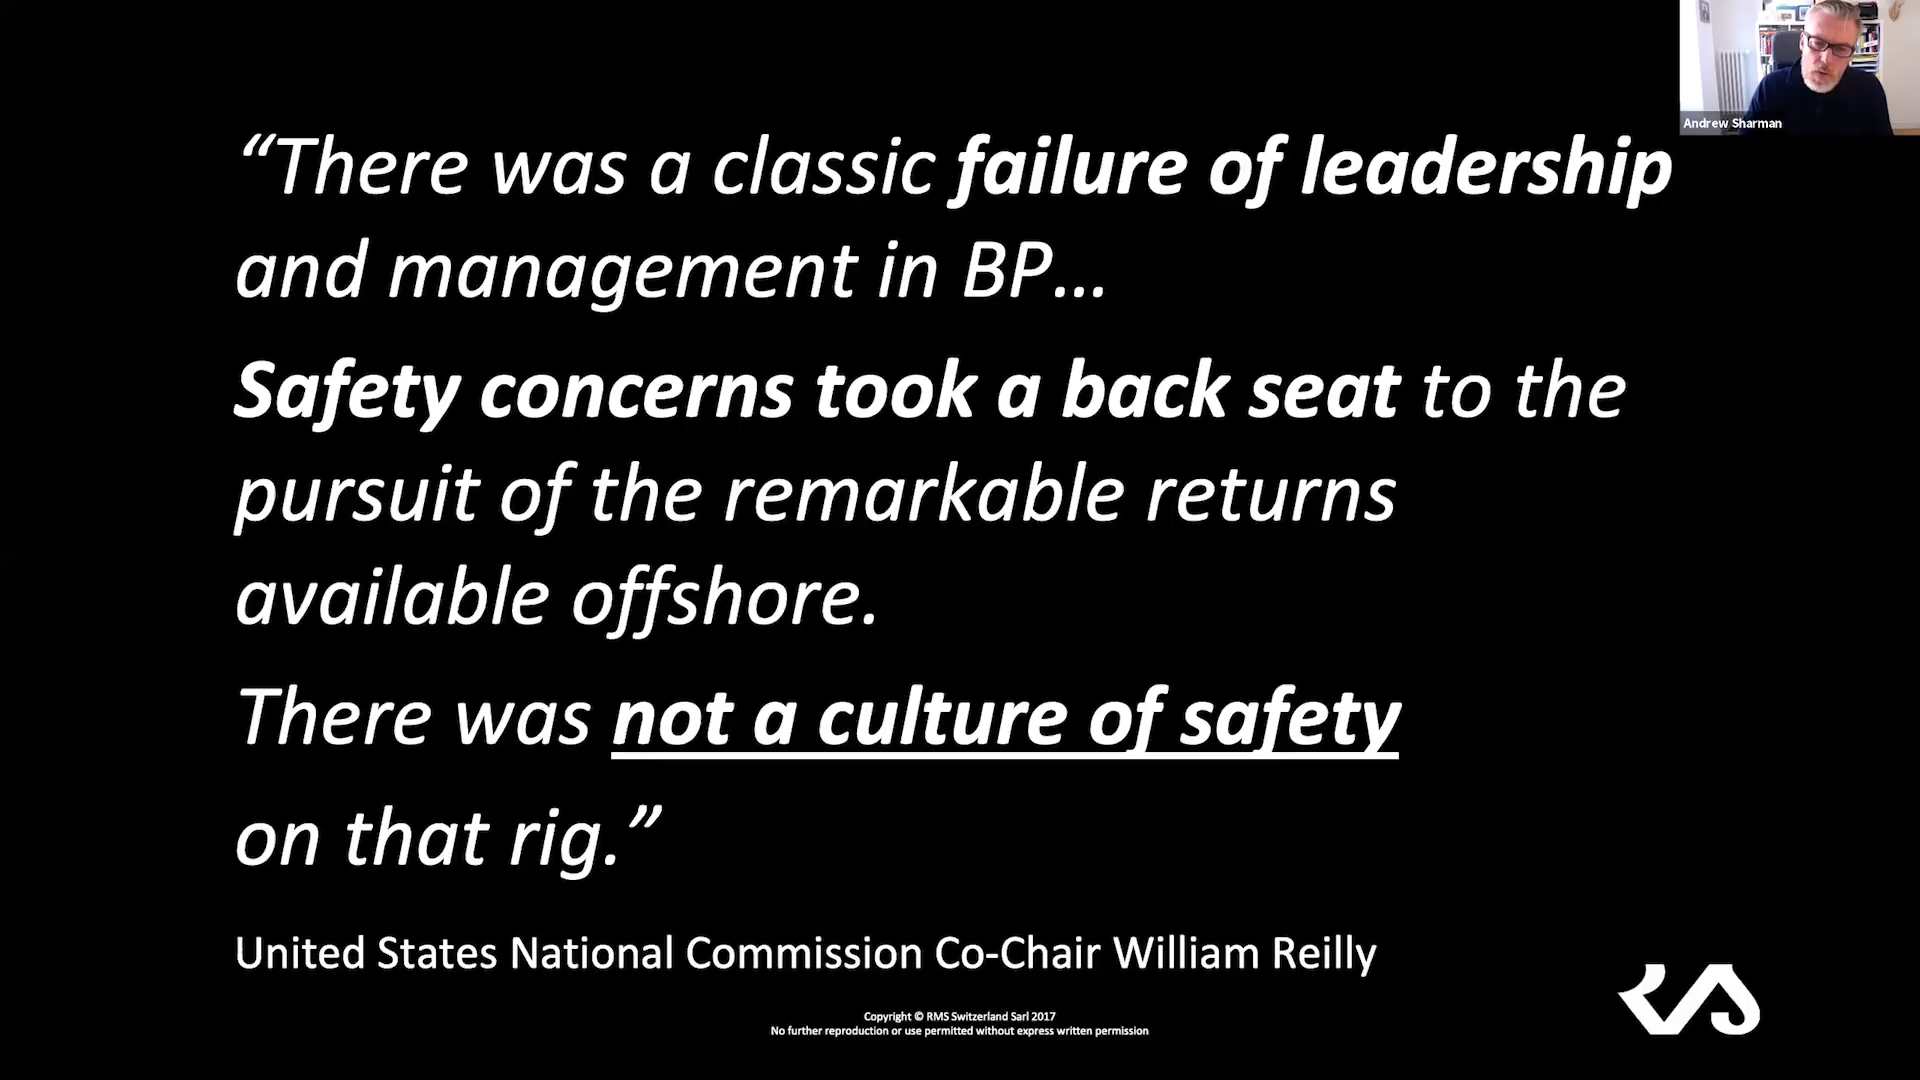 Andrew Sharman
“There was a classic failure of leadership
and management in BP...
Safety concerns took a back seat to the
pursuit of the remarkable returns
available offshore.
There was not a culture of safety
on that rig.”
United States National Commission Co-Chair William Reilly
Copyright © RMS Switzerland Sarl 2017
No further reproduction or use permitted without express written permission